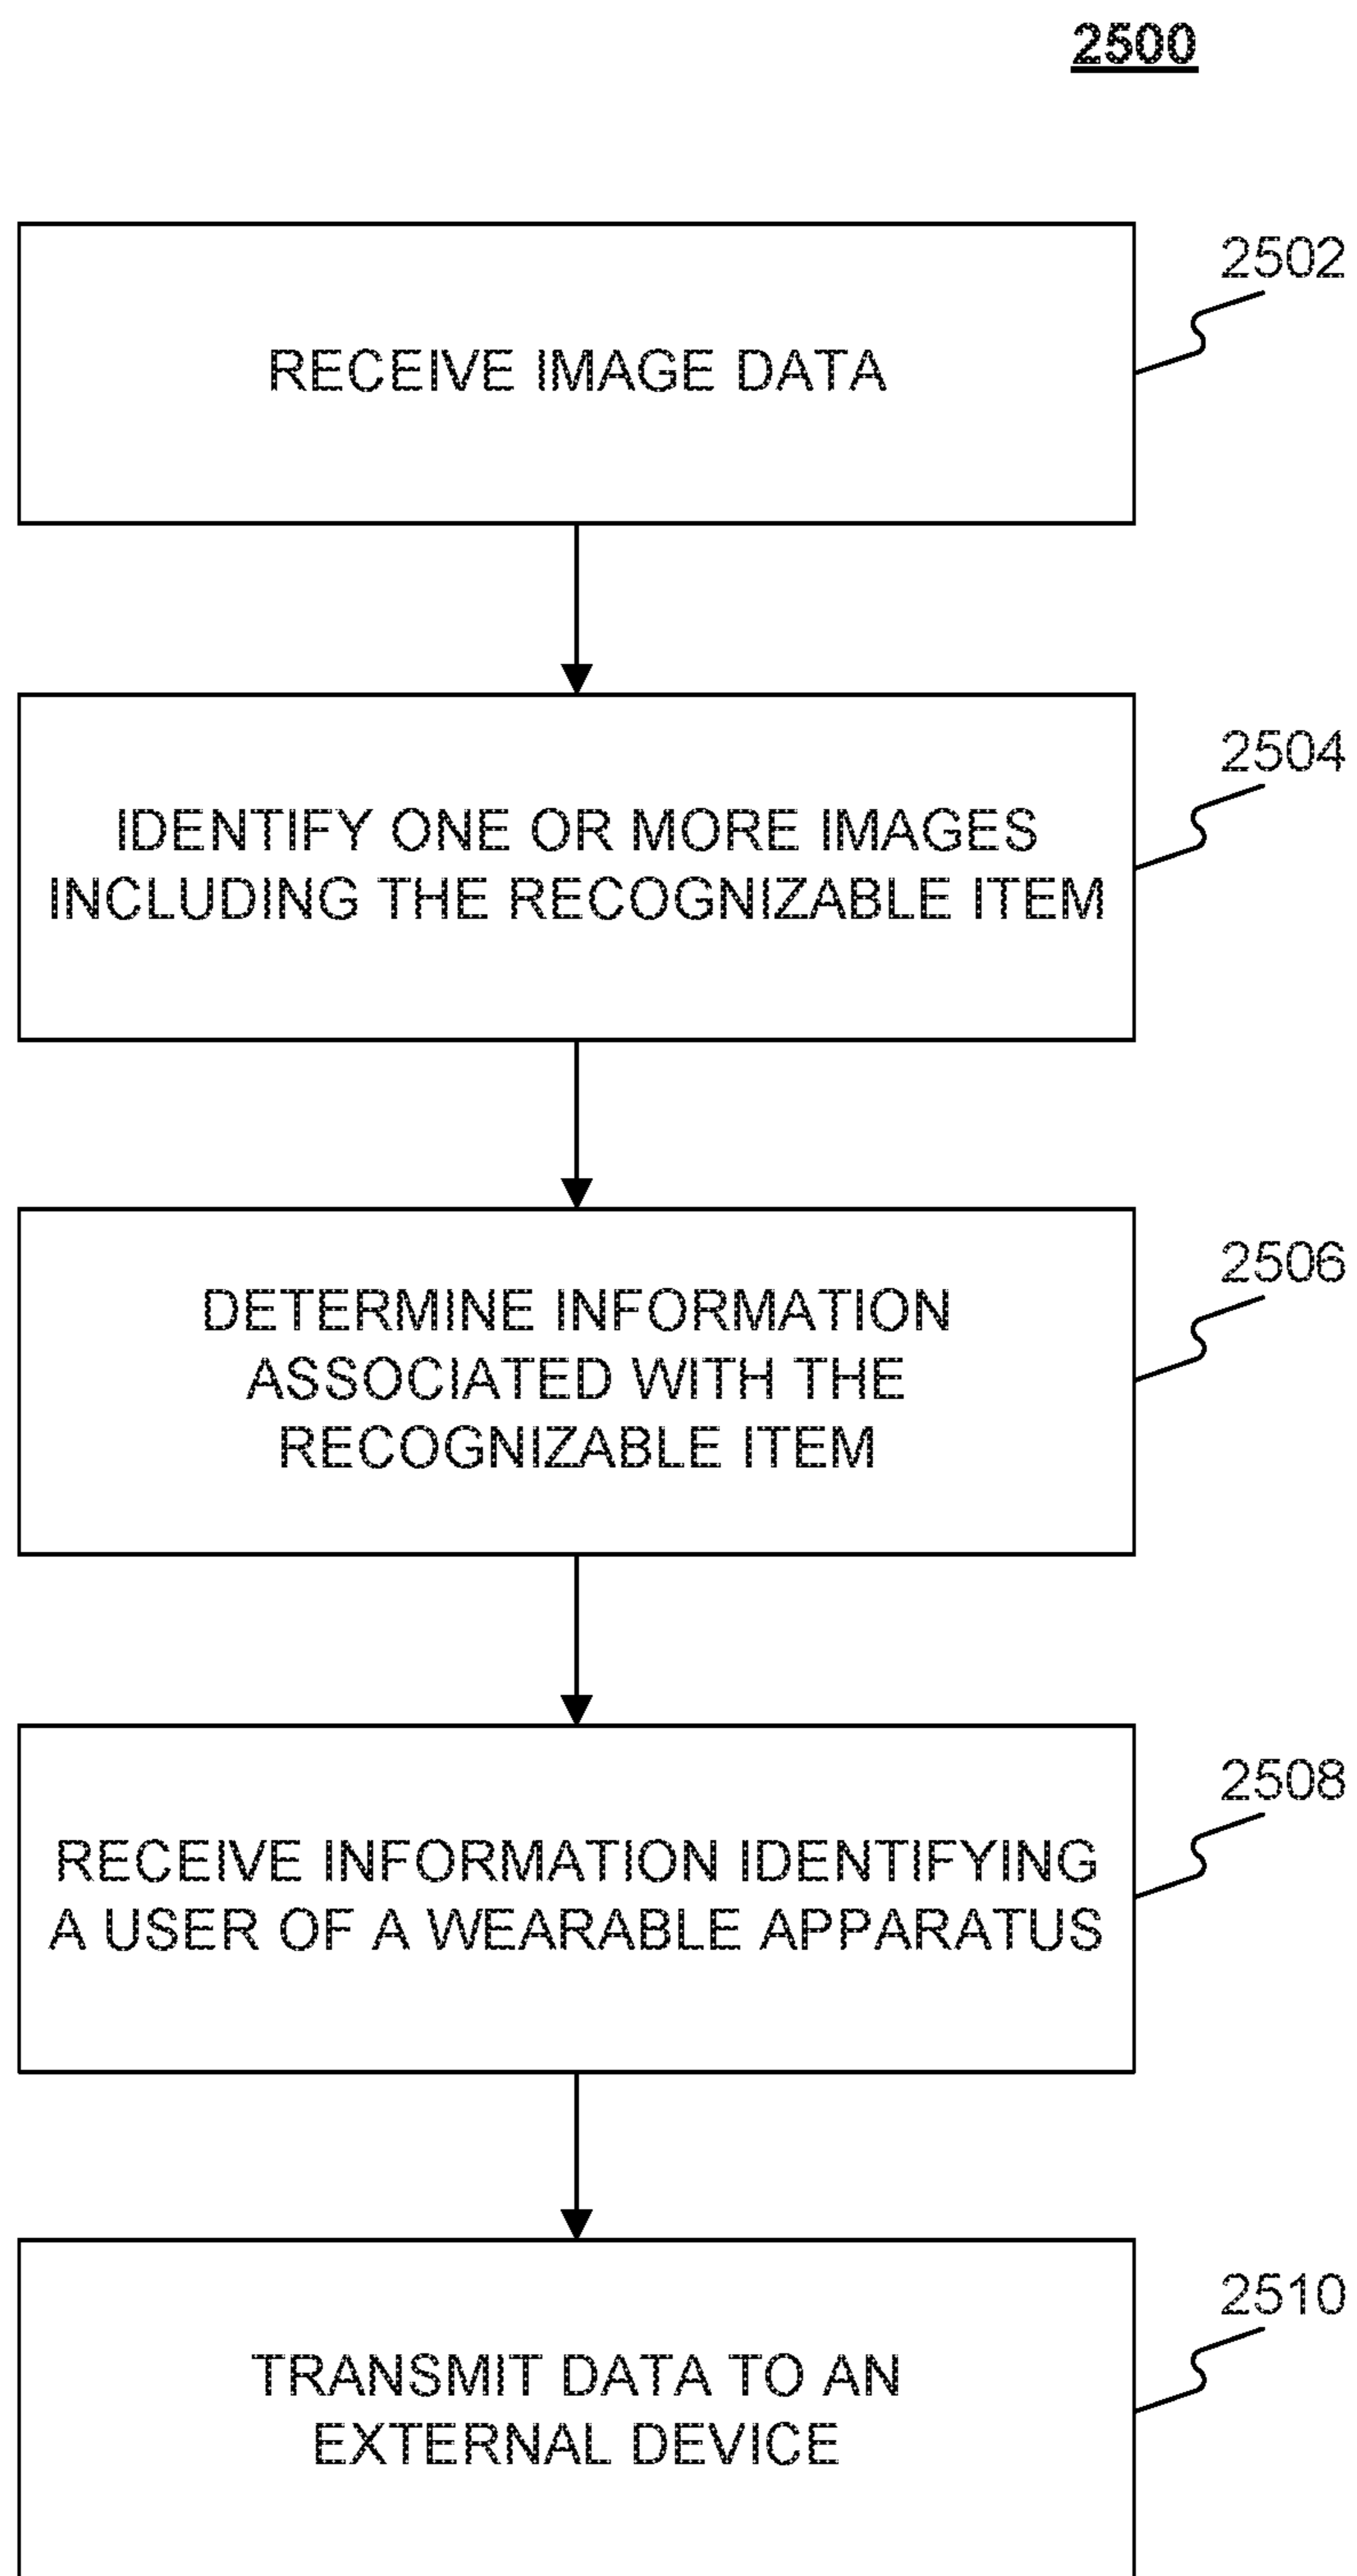 2500
2502
RECEIVE IMAGE DATA
2504
IDENTIFY ONE OR MORE IMAGES
INCLUDING THE RECOGNIZABLE ITEM
2506
DETERMINE INFORMATION
ASSOCIATED WITH THE
RECOGNIZABLE ITEM
2508
RECEIVE INFORMATION IDENTIFYING
A USER OF A WEARABLE APPARATUS
2510
TRANSMIT DATA TO AN
EXTERNAL DEVICE